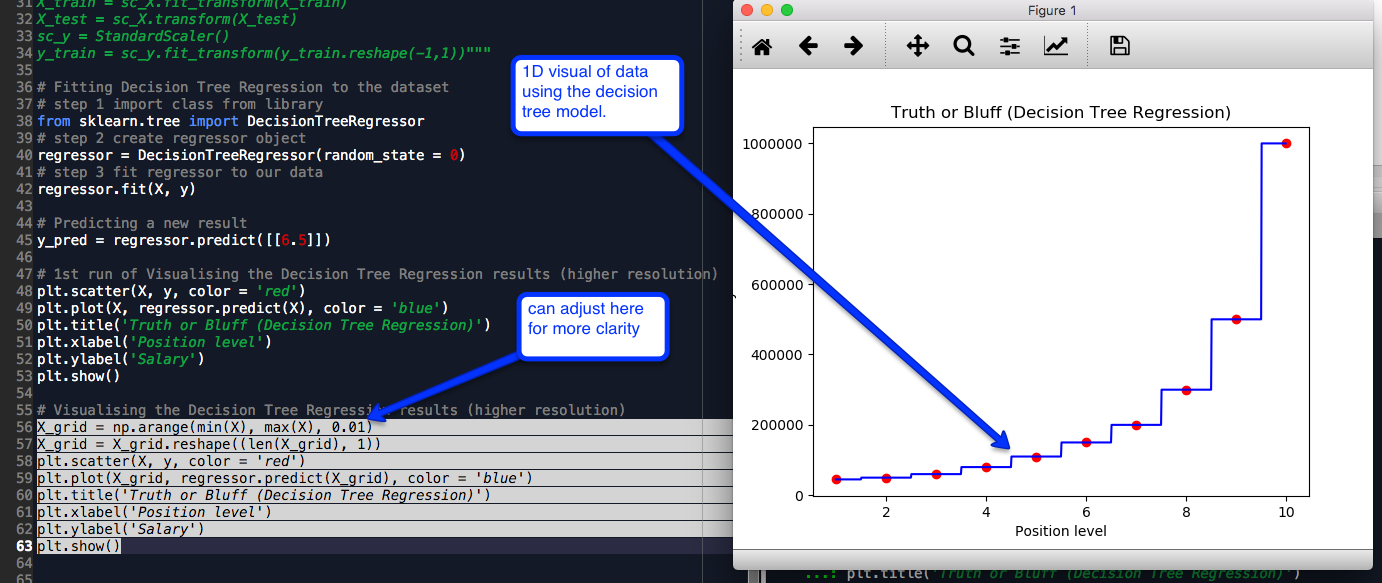 31 X_train = sc_X.fit_transform(X_train)
32 X_test = sc_X.transform(X_test)
33 sc_y = StandardScaler()
34 y_train = sc_y.fit_transform(y_train.reshape(-1,1))"""
35
36 # Fitting Decision Tree Regression to the dataset
37 # step 1 import class from library
38 from sklearn.tree import DecisionTreeRegressor
39 # step 2 create regressor object
40 regressor = DecisionTreeRegressor(random_state = 0)
41 # step 3 fit regressor to our data
42 regressor.fit(X, y)
43
44 # Predicting a new result
45 y_pred = regressor.predict([[6.5]])
46
47 # 1st run of Visualising the Decision Tree Regression results (higher resolution)
48 plt.scatter(X, y, color = 'red')
49 plt.plot(X, regressor.predict(X), color = 'blue')
50 plt.title('Truth or Bluff (Decision Tree Regression)')
51 plt.xlabel('Position level')
52 plt.ylabel('Salary')
53 plt.show()
54
55 # Visualising the Decision Tree Regression results (higher resolution)
56 X_grid = np.arange(min(X), max(X), 0.01)
57 X_grid = X_grid.reshape((len(X_grid), 1))
58 plt.scatter(X, y, color = 'red')
59 plt.plot(X_grid, regressor.predict(X_grid), color = 'blue')
60 plt.title('Truth or Bluff (Decision Tree Regression)')
61 plt.xlabel('Position level')
62 plt.ylabel('Salary')
63 plt.show()
64
65
1D visual of data
using the decision
tree model.
can adjust here
for more clarity
Figure 1
Truth or Bluff (Decision Tree Regression)
1000000
800000
600000
400000
200000
0
2 4 6 8 10
Position level
...: plt.title('Truth or Bluff (Decision Tree Regression)')